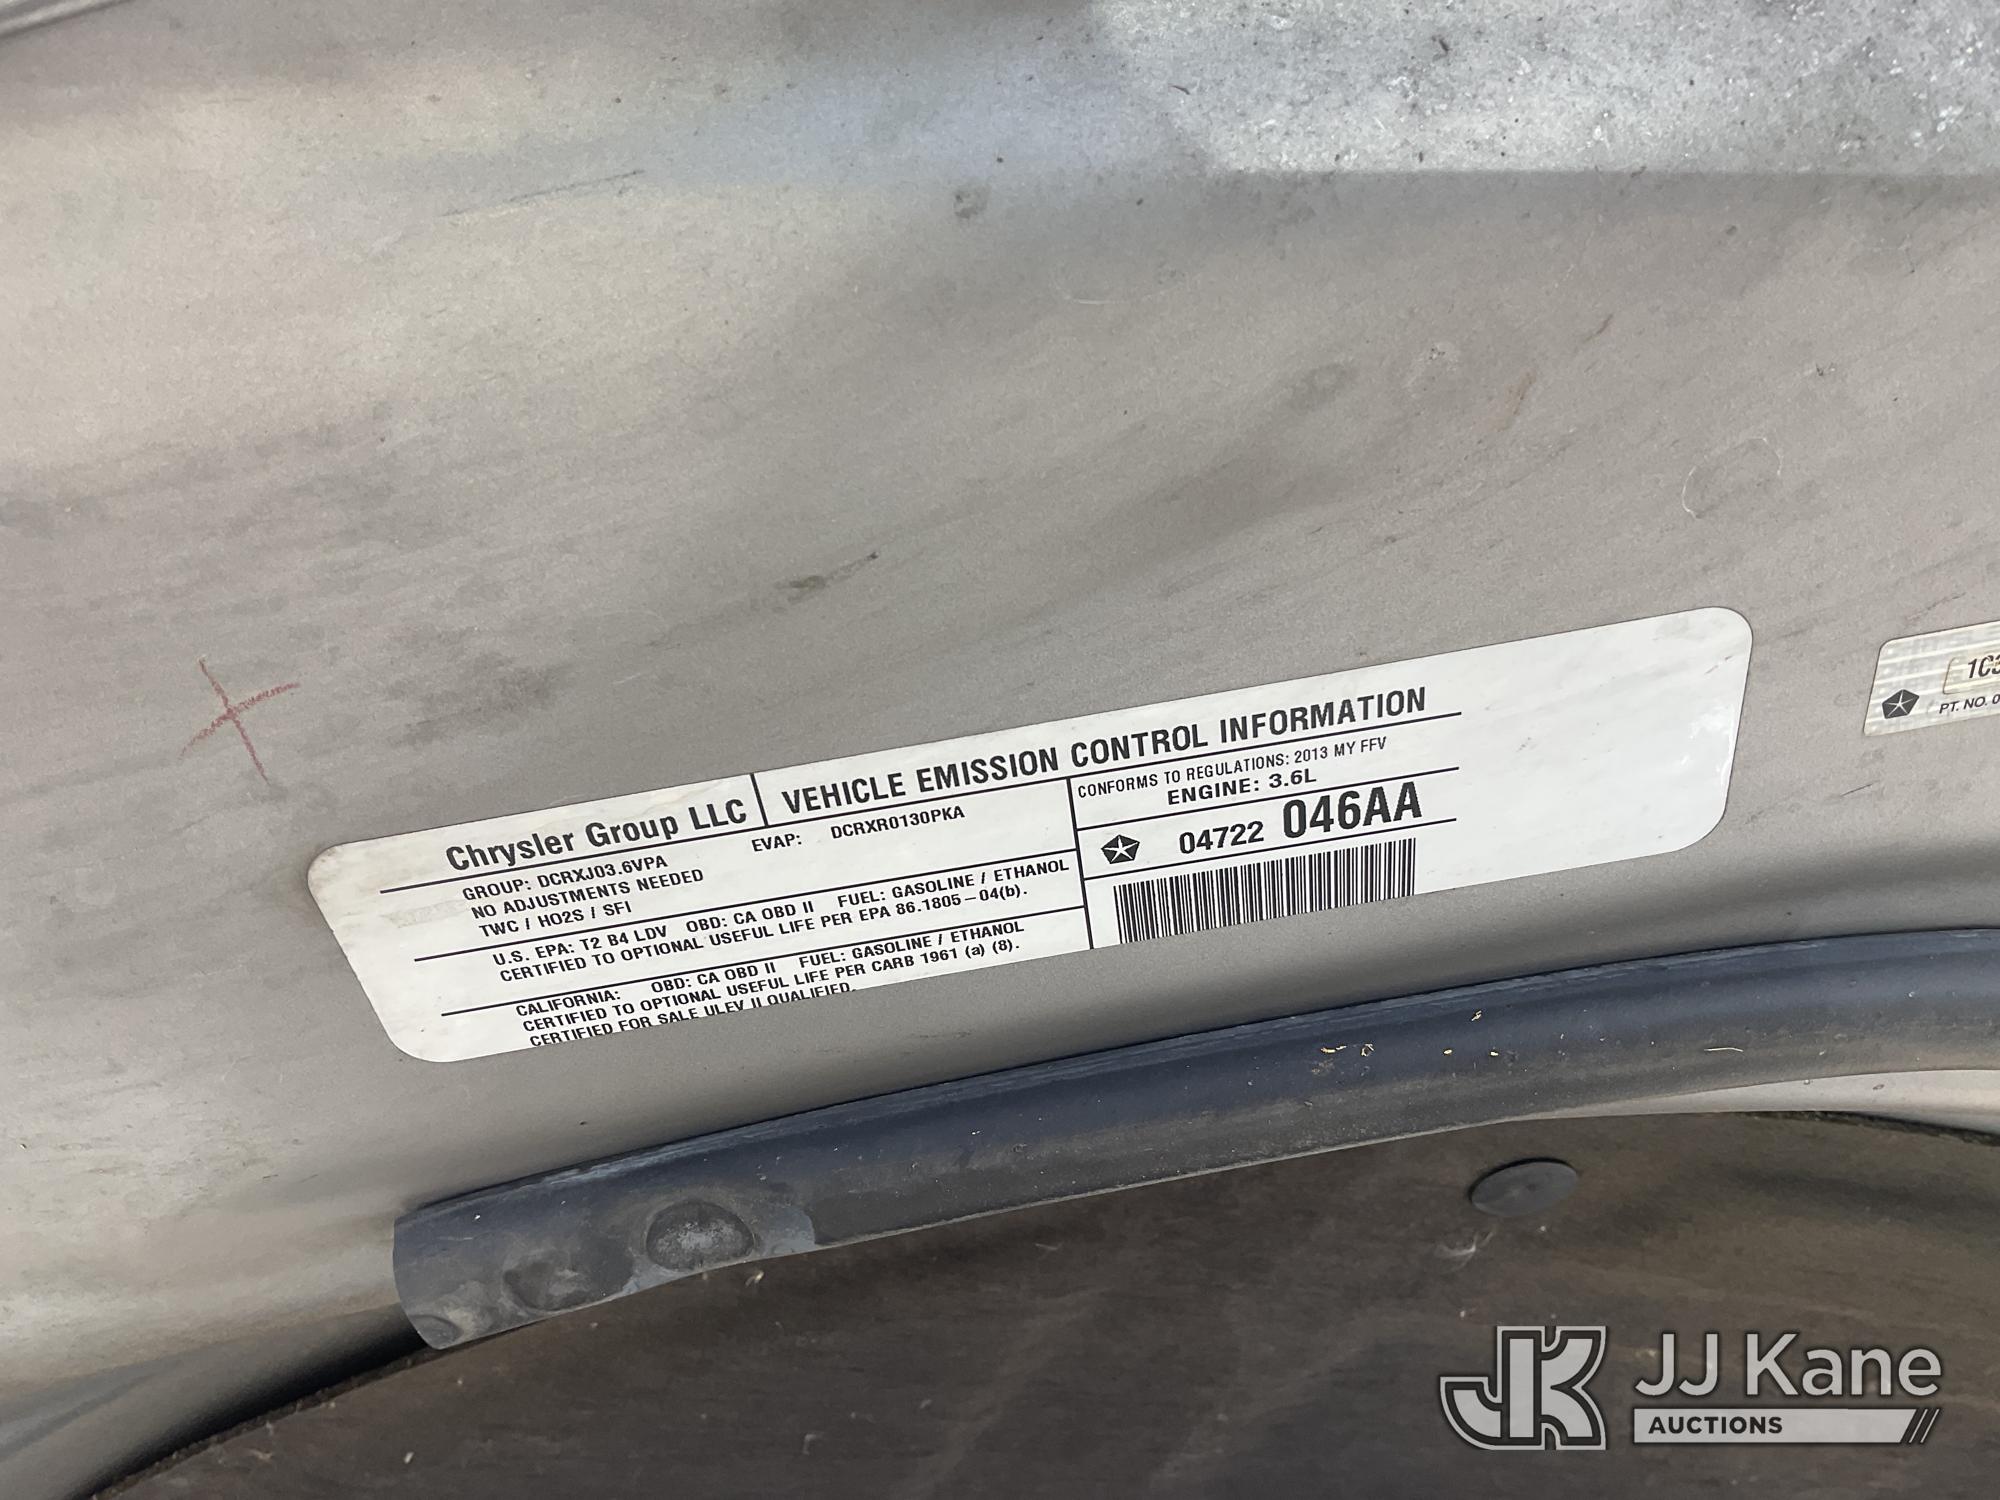 Chrysler Group LLC
VEHICLE EMISSION CONTROL INFORMATION
GROUP: DCRXJ03.6VPA
EVAP: DCRXR0130PKA
NO ADJUSTMENTS NEEDED
TWC / HO2S / SFI
U.S. EPA: T2 B4 LDV OBD: CA OBD II FUEL: GASOLINE / ETHANOL
CERTIFIED TO OPTIONAL USEFUL LIFE PER EPA 86.1805-04(b).
CALIFORNIA: OBD: CA OBD II FUEL: GASOLINE / ETHANOL
CERTIFIED TO OPTIONAL USEFUL LIFE PER CARB 1961 (a) (8).
CERTIFIED FOR SALE ULEV II QUALIFIED.
CONFORMS TO REGULATIONS: 2013 MY FFV
ENGINE: 3.6L
04722 046AA
PT. NO.
JK JJ Kane
AUCTIONS